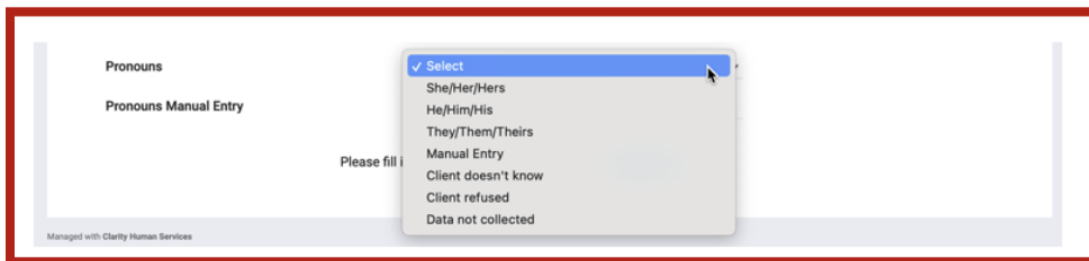 Pronouns
✓ Select
She/Her/Hers
Pronouns Manual Entry
He/Him/His
They/Them/Theirs
Manual Entry
Please fill
Client doesn't know
Client refused
Data not collected
Managed with Clarity Human Services